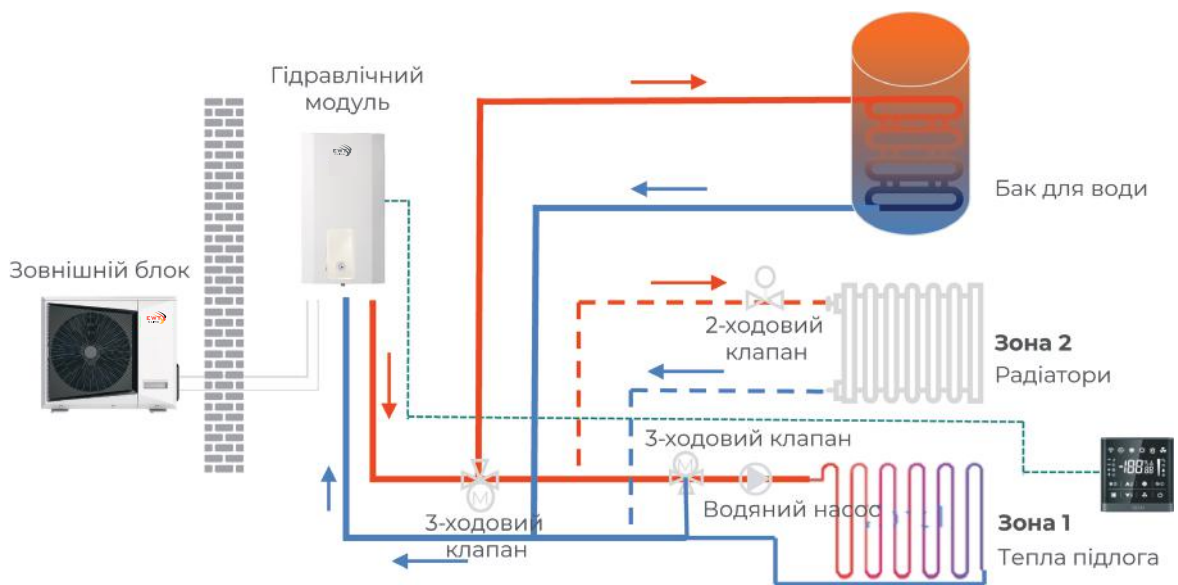 Гідравлічний
модуль
Бак для води
Зовнішній блок
2-ходовий
клапан
Зона 2
Радіатори
3-ходовий клапан
M
M
Водяний насос
3-ходовий
клапан
Зона 1
Тепла підлога